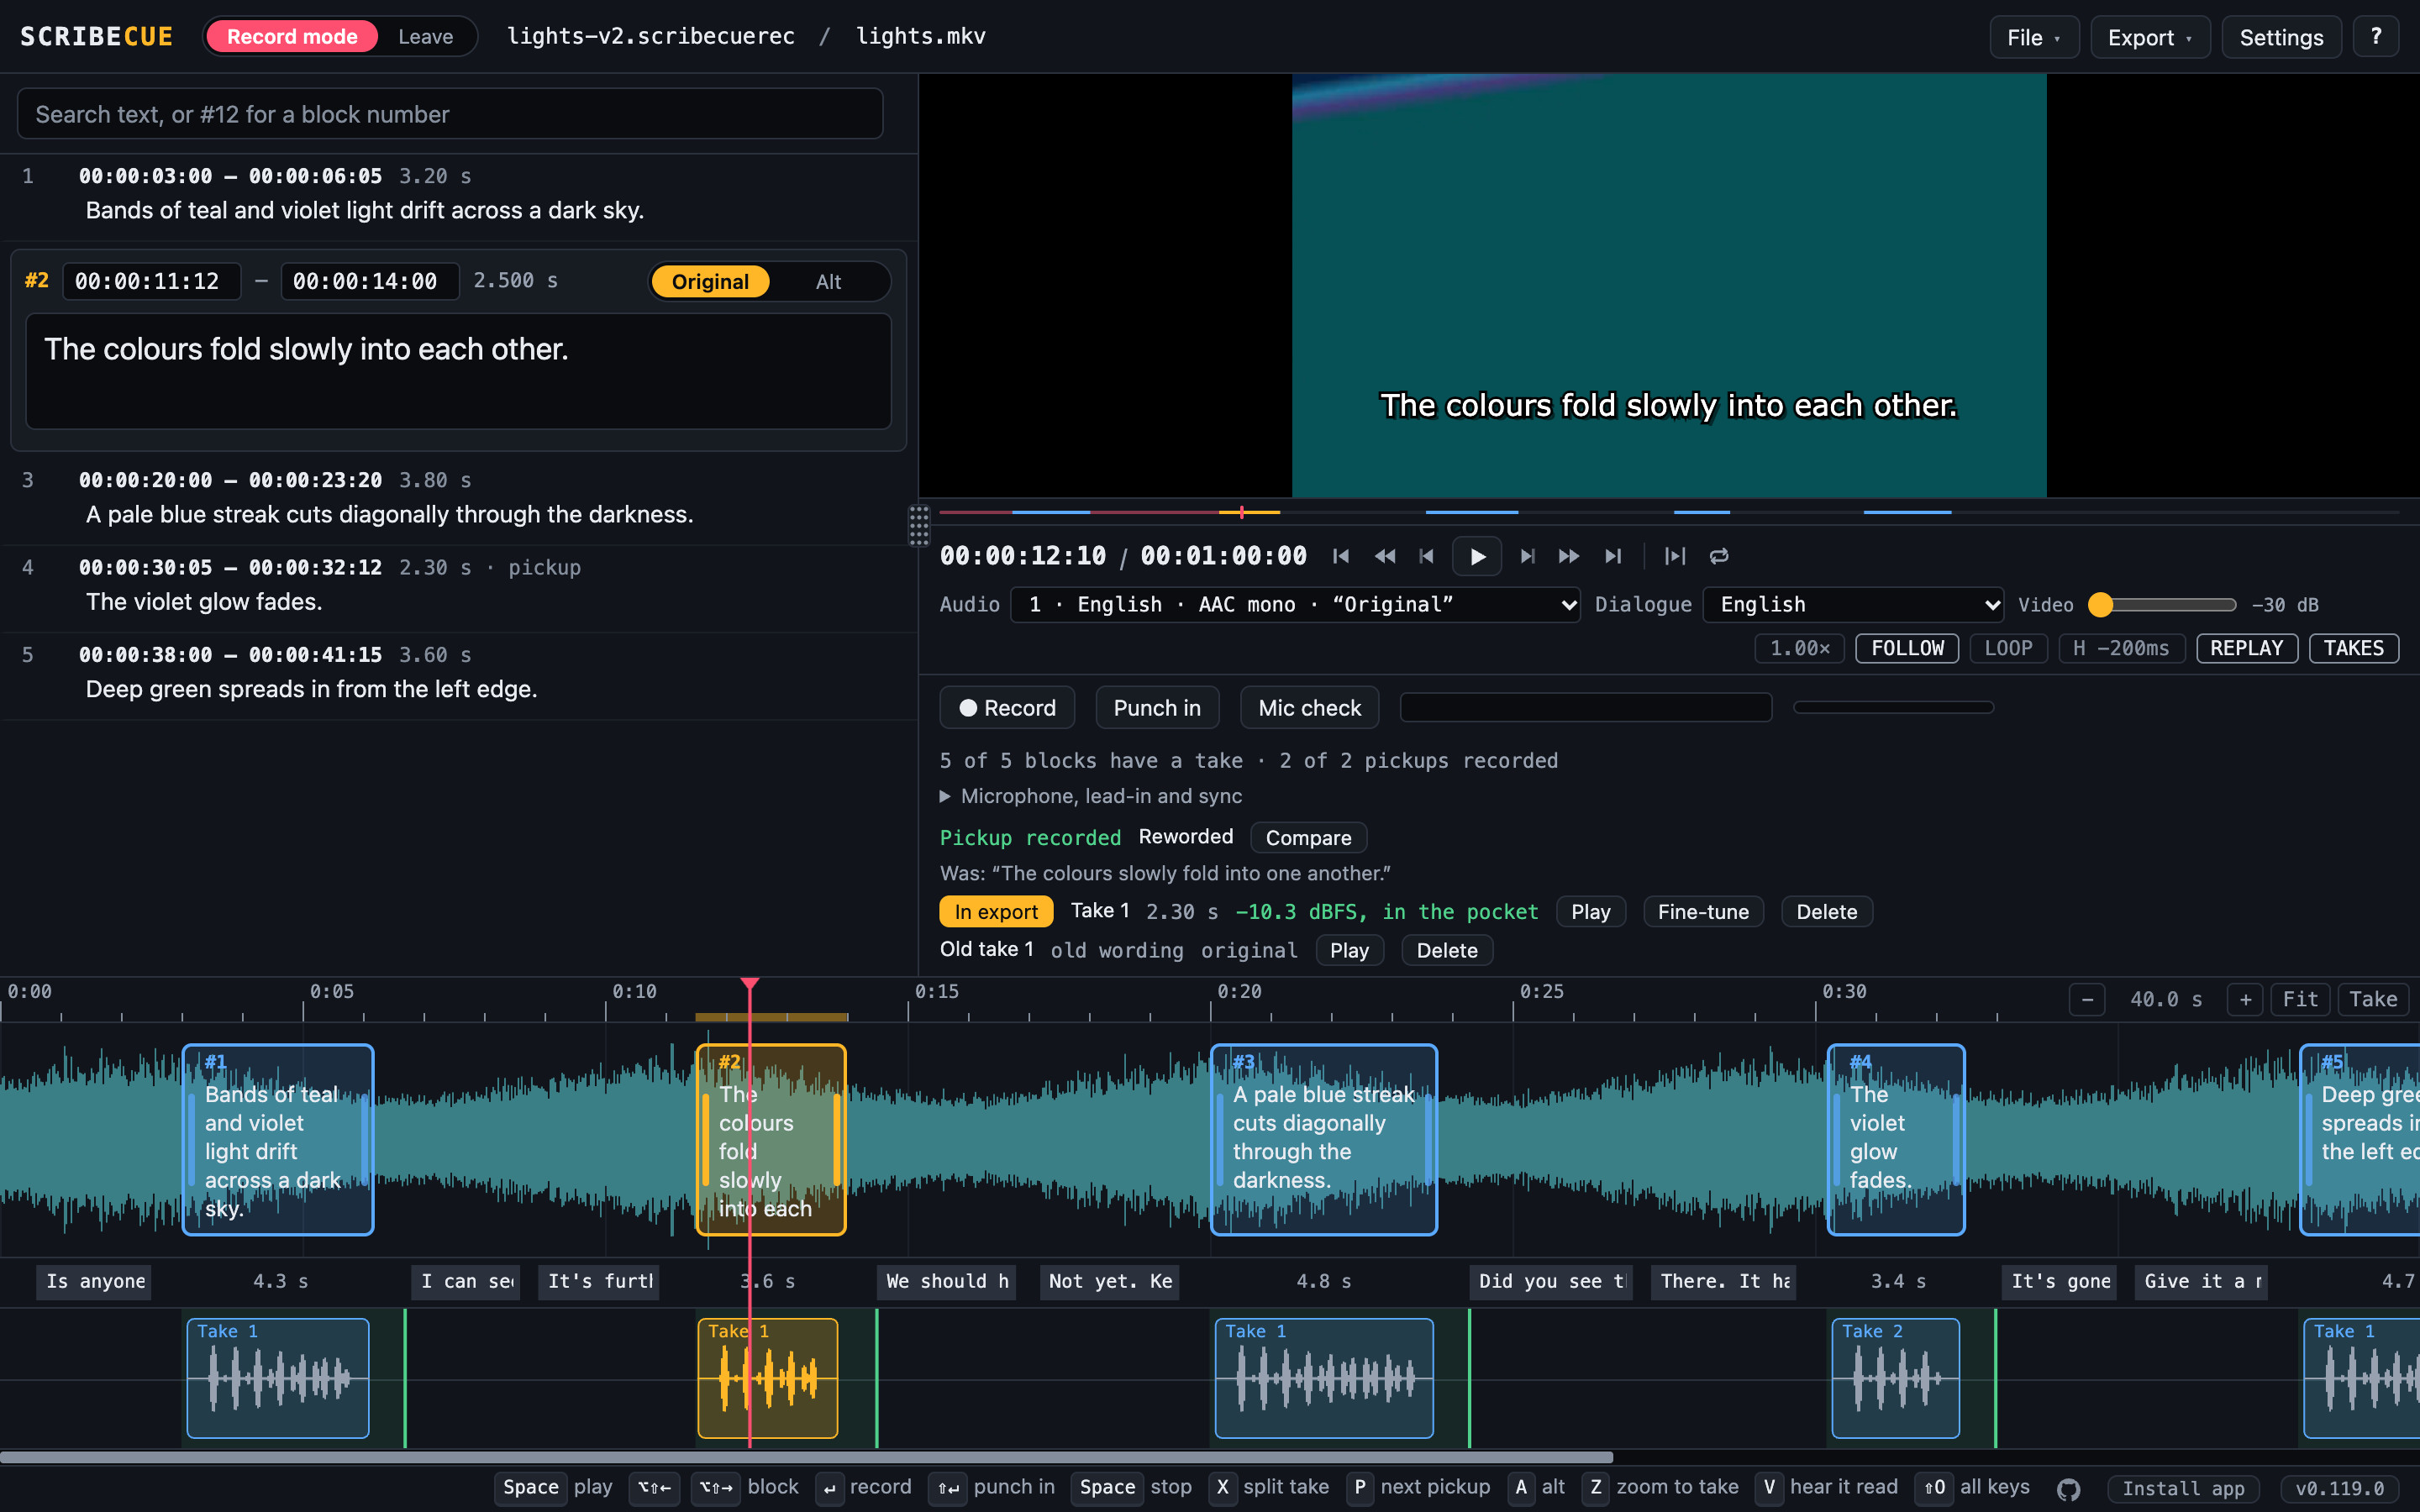 SCRIBECUE Record mode Leave lights-v2.scribecuerec / lights.mkv File Export Settings ?
Search text, or #12 for a block number
1 00:00:03:00 – 00:00:06:05 3.20 s
Bands of teal and violet light drift across a dark sky.
#2 00:00:11:12 – 00:00:14:00 2.500 s Original Alt
The colours fold slowly into each other.
3 00:00:20:00 – 00:00:23:20 3.80 s
A pale blue streak cuts diagonally through the darkness.
4 00:00:30:05 – 00:00:32:12 2.30 s · pickup
The violet glow fades.
5 00:00:38:00 – 00:00:41:15 3.60 s
Deep green spreads in from the left edge.
The colours fold slowly into each other.
00:00:12:10 / 00:01:00:00
Audio 1 · English · AAC mono · “Original” Dialogue English Video −30 dB
1.00× FOLLOW LOOP H −200ms REPLAY TAKES
Record Punch in Mic check
5 of 5 blocks have a take · 2 of 2 pickups recorded
Microphone, lead-in and sync
Pickup recorded Reworded Compare
Was: “The colours slowly fold into one another.”
In export Take 1 2.30 s −10.3 dBFS, in the pocket Play Fine-tune Delete
Old take 1 old wording original Play Delete
0:00 0:05 0:10 0:15 0:20 0:25 0:30 − 40.0 s + Fit Take
#1
Bands of teal
and violet
light drift
across a dark
sky.
#2
The
colours
fold
slowly
into each
#3
A pale blue streak
cuts diagonally
through the
darkness.
#4
The
violet
glow
fades.
#5
Deep gree
spreads in
the left ed
Is anyone 4.3 s I can see It's furth 3.6 s We should h Not yet. Ke 4.8 s Did you see t There. It ha 3.4 s It's gone Give it a 4.7
Take 1 Take 1 Take 1 Take 2 Take 1
Space play ⌥⇧← ⌥⇧→ block ↵ record ⇧↵ punch in Space stop X split take P next pickup A alt Z zoom to take V hear it read ⇧O all keys Install app v0.119.0